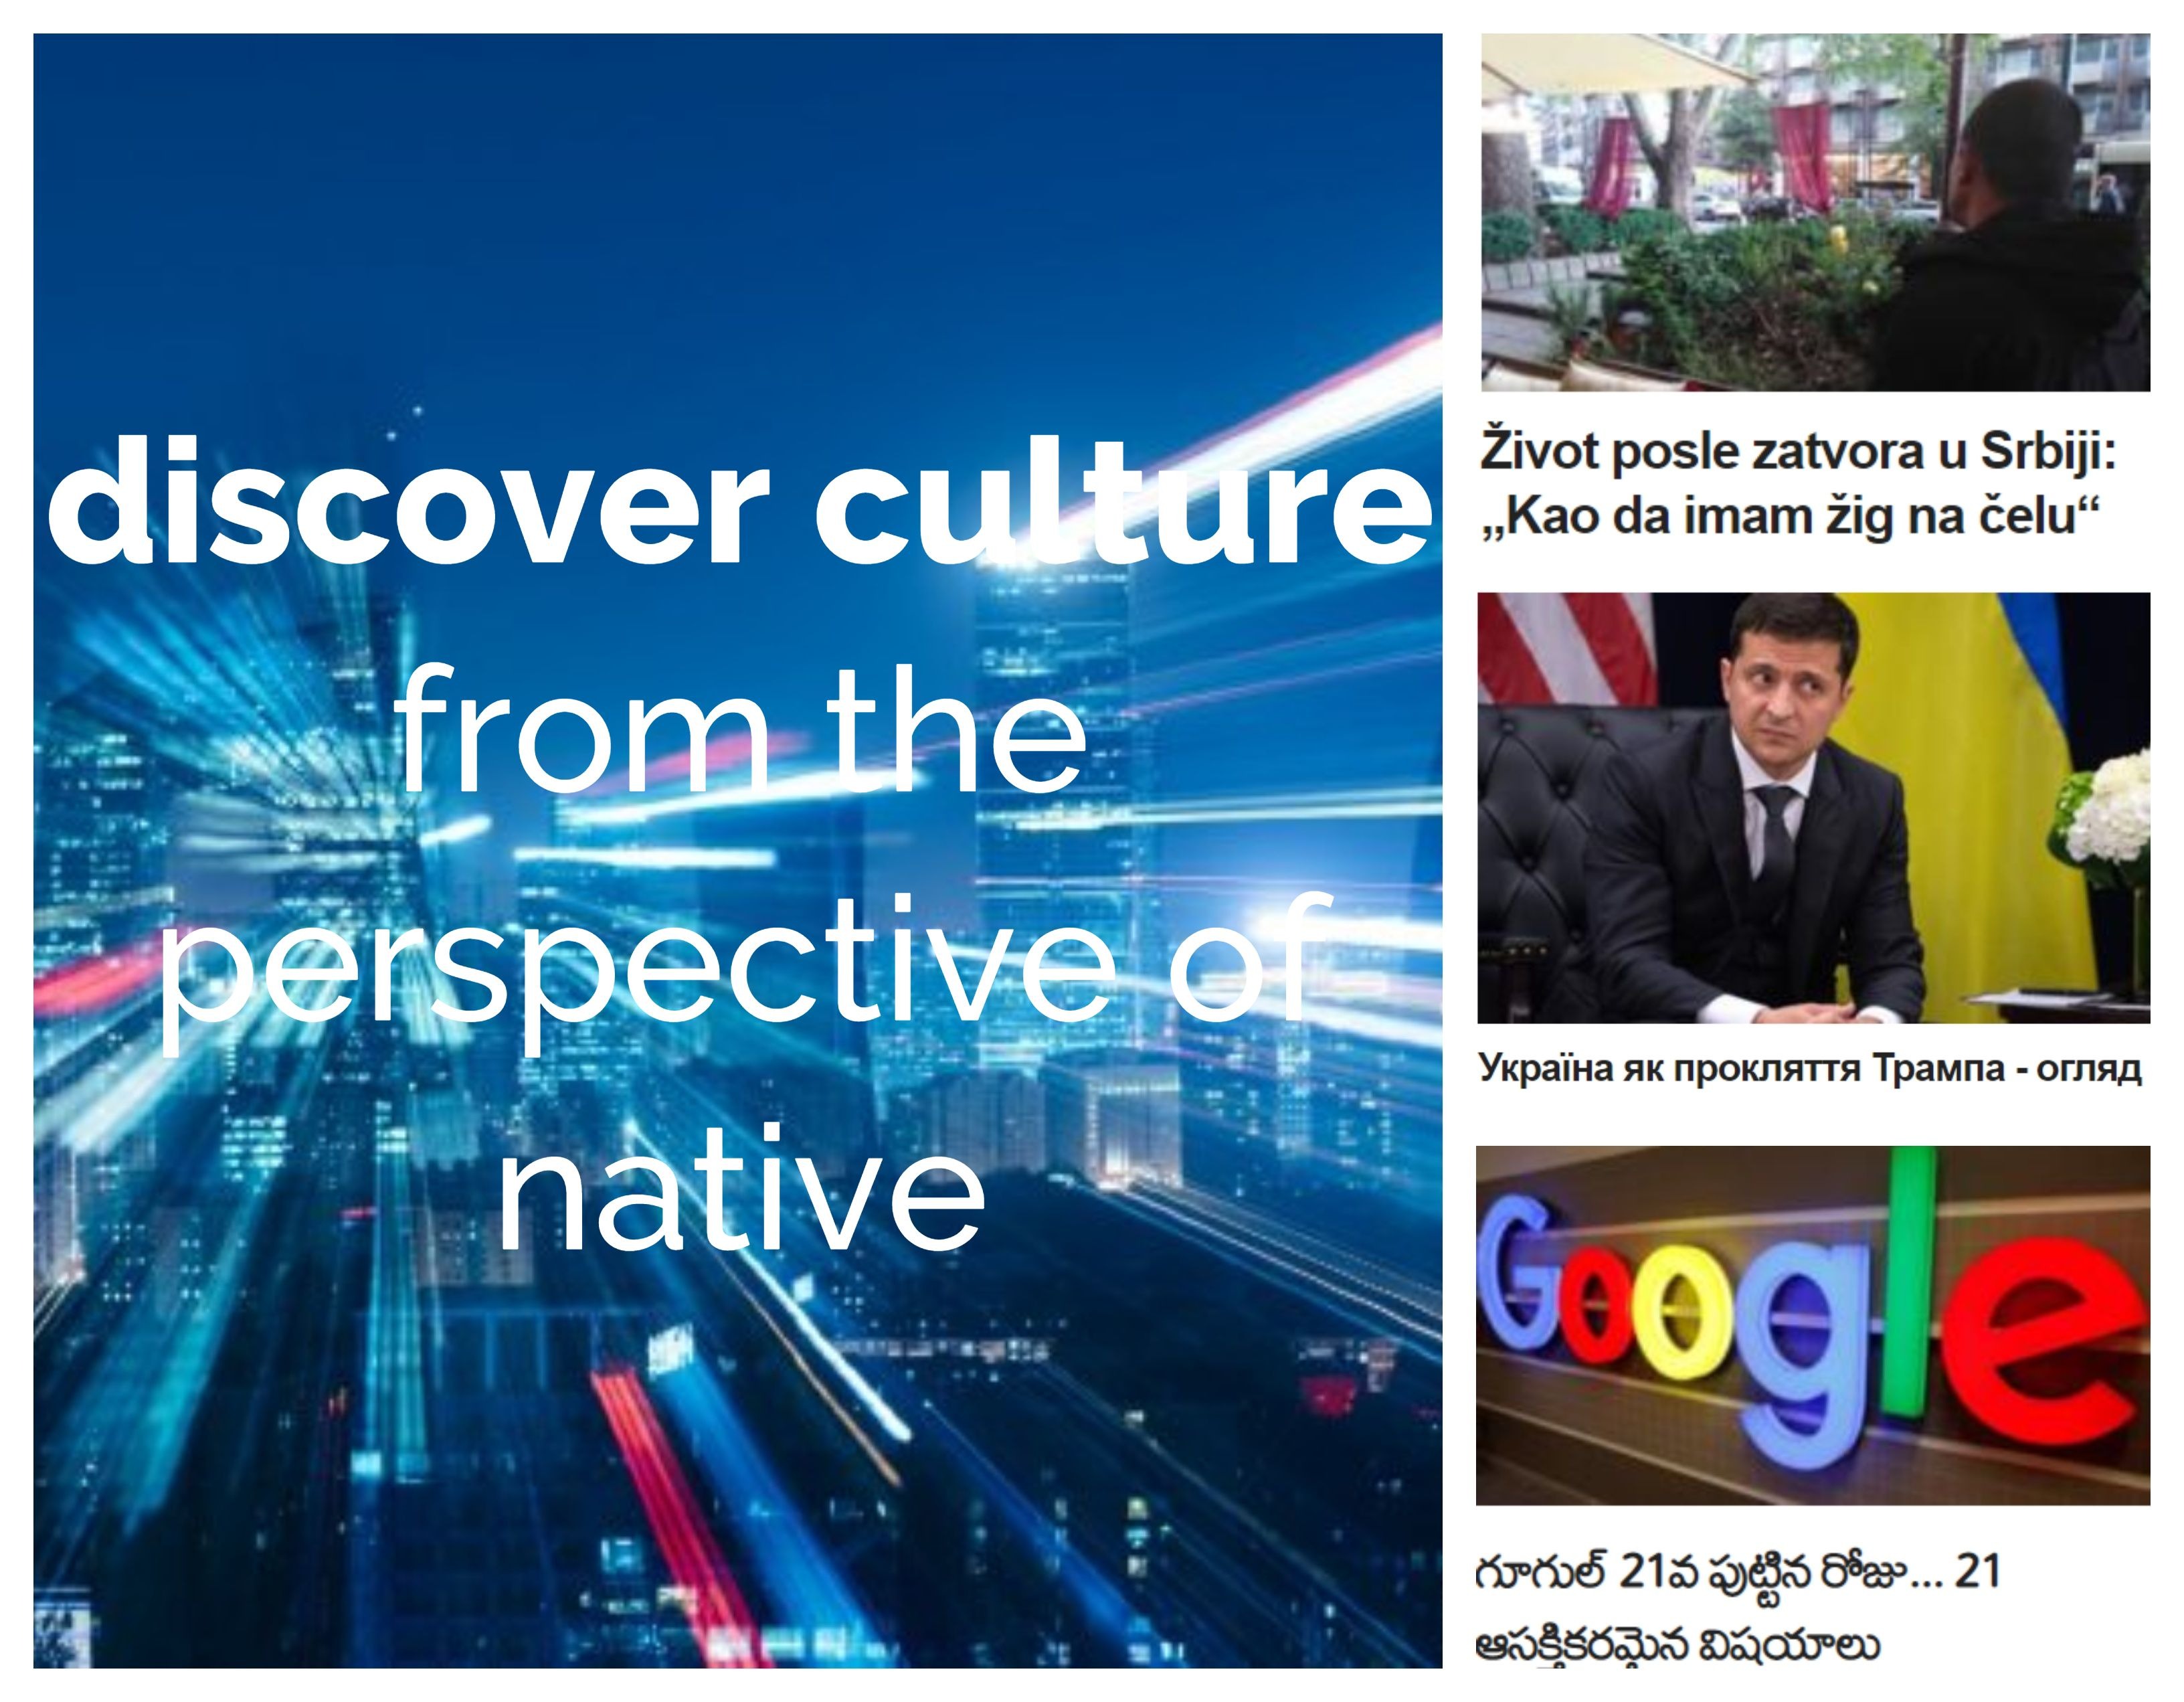 discover culture
from the
perspective of
native
Život posle zatvora u Srbiji:
„Kao da imam žig na čelu“
Україна як прокляття Трампа - огляд
Google
గూగుల్ 21వ పుట్టిన రోజు... 21
ఆసక్తికరమైన విషయాలు